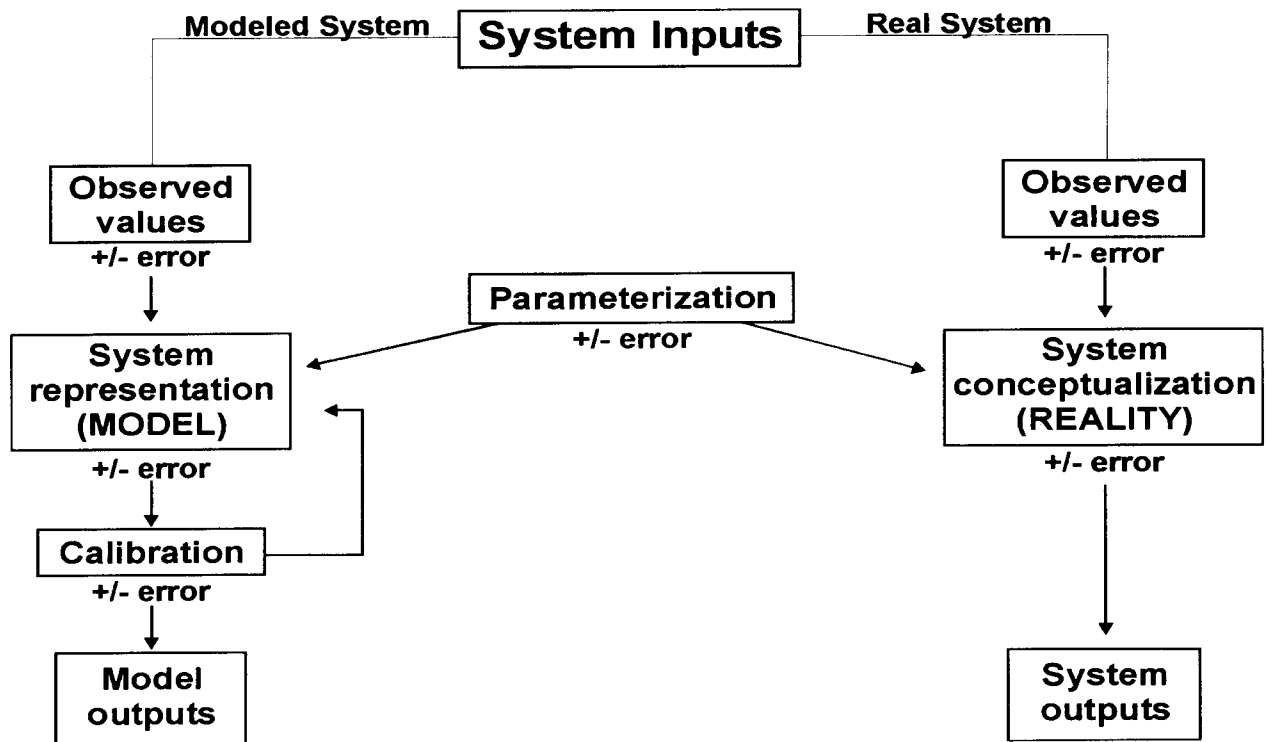 Modeled System
System Inputs
Real System
Observed
values
+/- error
Observed
values
+/- error
Parameterization
+/- error
System
representation
(MODEL)
+/- error
System
conceptualization
(REALITY)
+/- error
Calibration
+/- error
Model
outputs
System
outputs